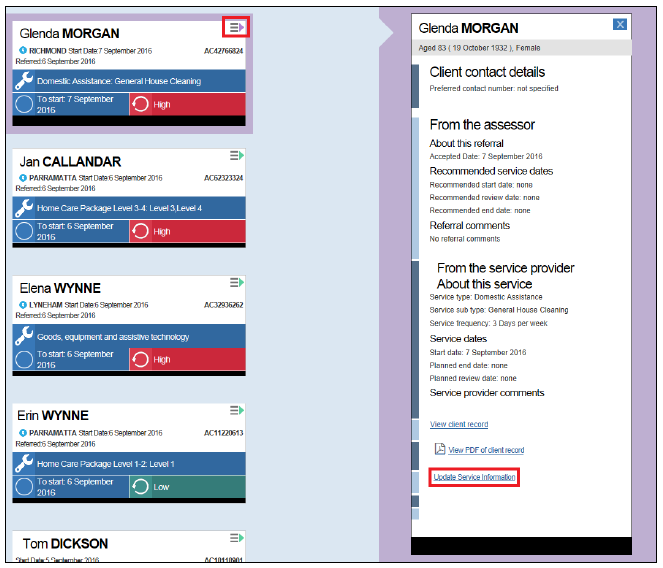 Glenda MORGAN
RICHMOND Start Date:7 September 2016 AC42766824
Referred:6 September 2016
Domestic Assistance: General House Cleaning
To start: 7 September
2016
High
Jan CALLANDAR
PARRAMATTA Start Date:6 September 2016 AC62323324
Referred:6 September 2016
Home Care Package Level 3-4: Level 3,Level 4
To start: 6 September
2016
High
Elena WYNNE
LYNEHAM Start Date:6 September 2016 AC32936262
Referred:6 September 2016
Goods, equipment and assistive technology
To start: 6 September
2016
High
Erin WYNNE
PARRAMATTA Start Date:6 September 2016 AC11220613
Referred:6 September 2016
Home Care Package Level 1-2: Level 1
To start: 6 September
2016
Low
Tom DICKSON
Start Date:5 September 2016 AC10110901
Glenda MORGAN
X
Aged 83 ( 19 October 1932 ), Female
Client contact details
Preferred contact number: not specified
From the assessor
About this referral
Accepted Date: 7 September 2016
Recommended service dates
Recommended start date: none
Recommended review date: none
Recommended end date: none
Referral comments
No referral comments
From the service provider
About this service
Service type: Domestic Assistance
Service sub type: General House Cleaning
Service frequency: 3 Days per week
Service dates
Start date: 7 September 2016
Planned end date: none
Planned review date: none
Service provider comments
View client record
View PDF of client record
Update Service Information